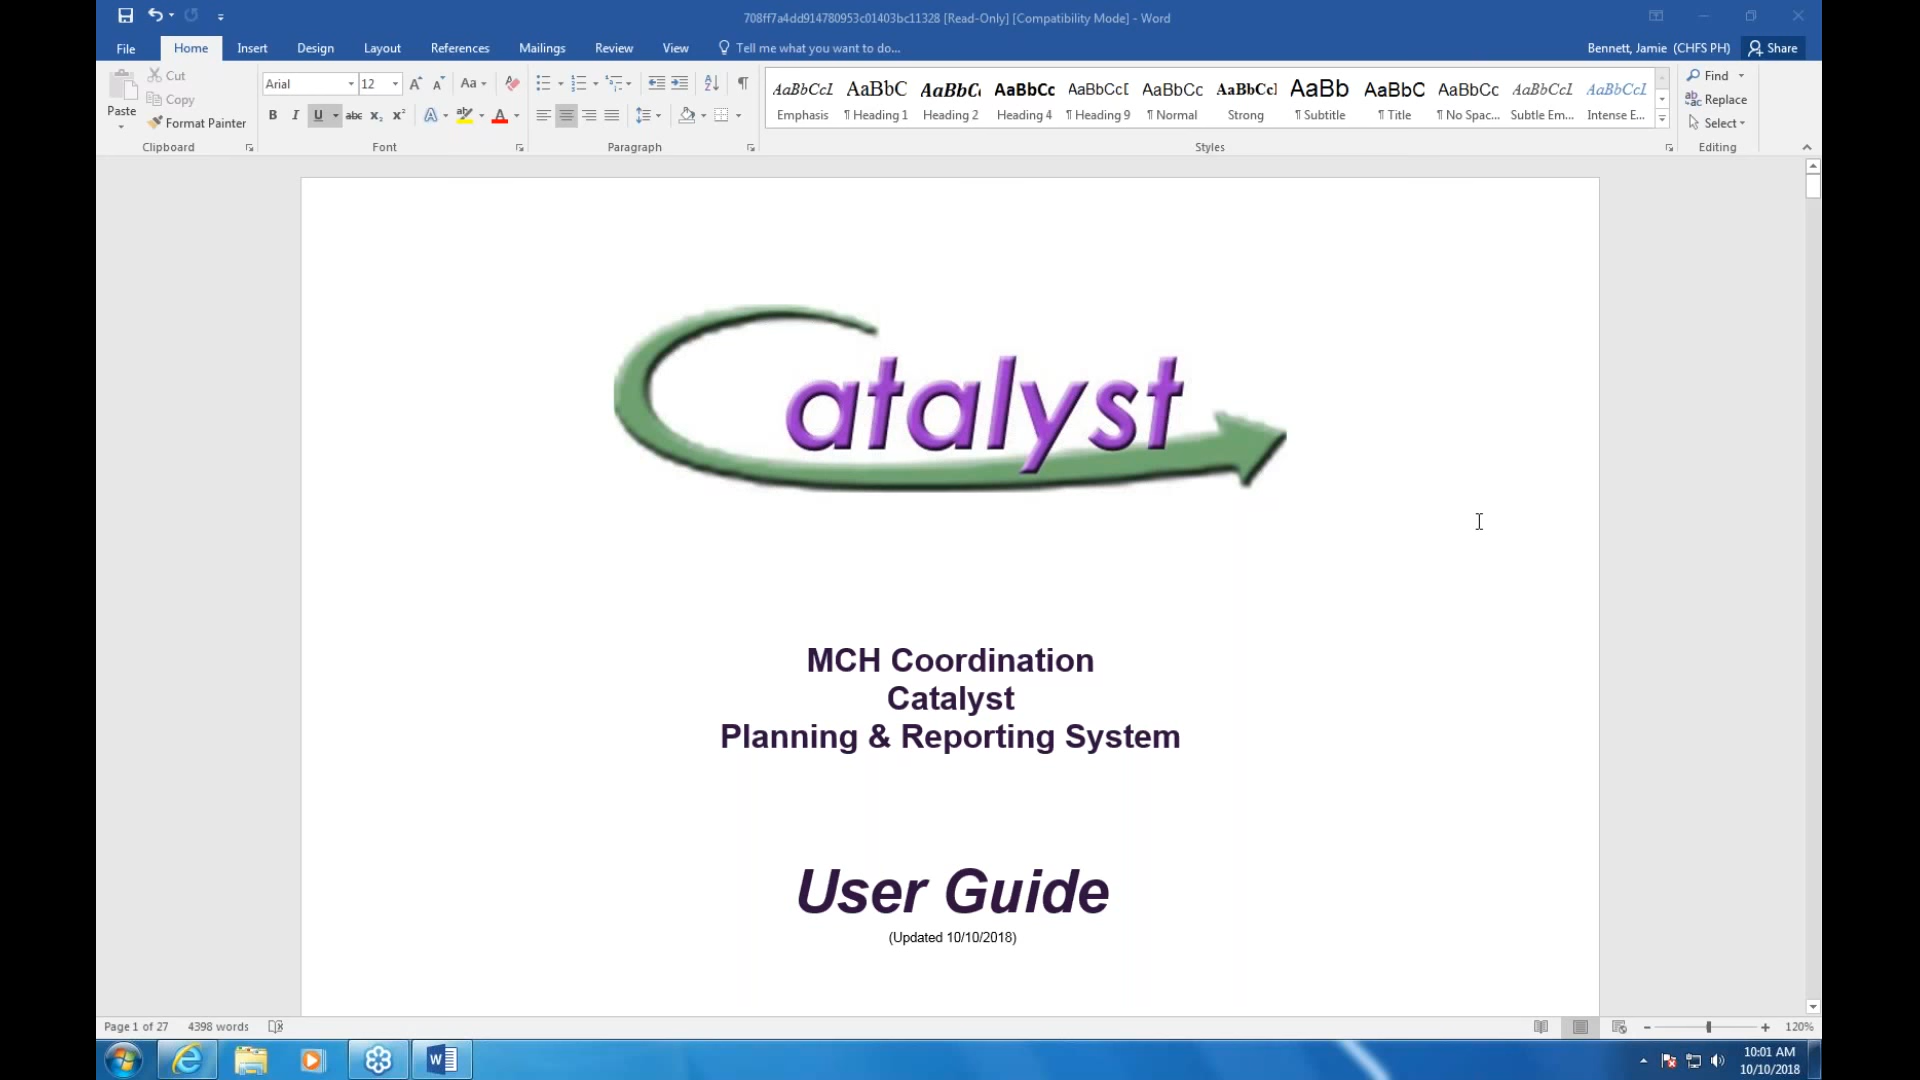 708ff7a4dd914780953c01403bc11328 [Read-Only] [Compatibility Mode] - Word
File Home Insert Design Layout References Mailings Review View Tell me what you want to do... Bennett, Jamie (CHFS PH) Share
Paste
Cut
Copy
Format Painter
Arial 12 Aa
B I U abc x₂ x² A ab A
AaBbCcI AaBbC AaBbC AaBbCc AaBbCcI AaBbCc AaBbCcI AaBb AaBbC AaBbCc AaBbCcI AaBbCcI
Emphasis ¶ Heading 1 Heading 2 Heading 4 ¶ Heading 9 ¶ Normal Strong ¶ Subtitle ¶ Title ¶ No Spac... Subtle Em... Intense E...
Find
Replace
Select
Clipboard Font Paragraph Styles Editing
Catalyst
MCH Coordination
Catalyst
Planning & Reporting System
User Guide
(Updated 10/10/2018)
Page 1 of 27 4398 words 120%
10:01 AM
10/10/2018